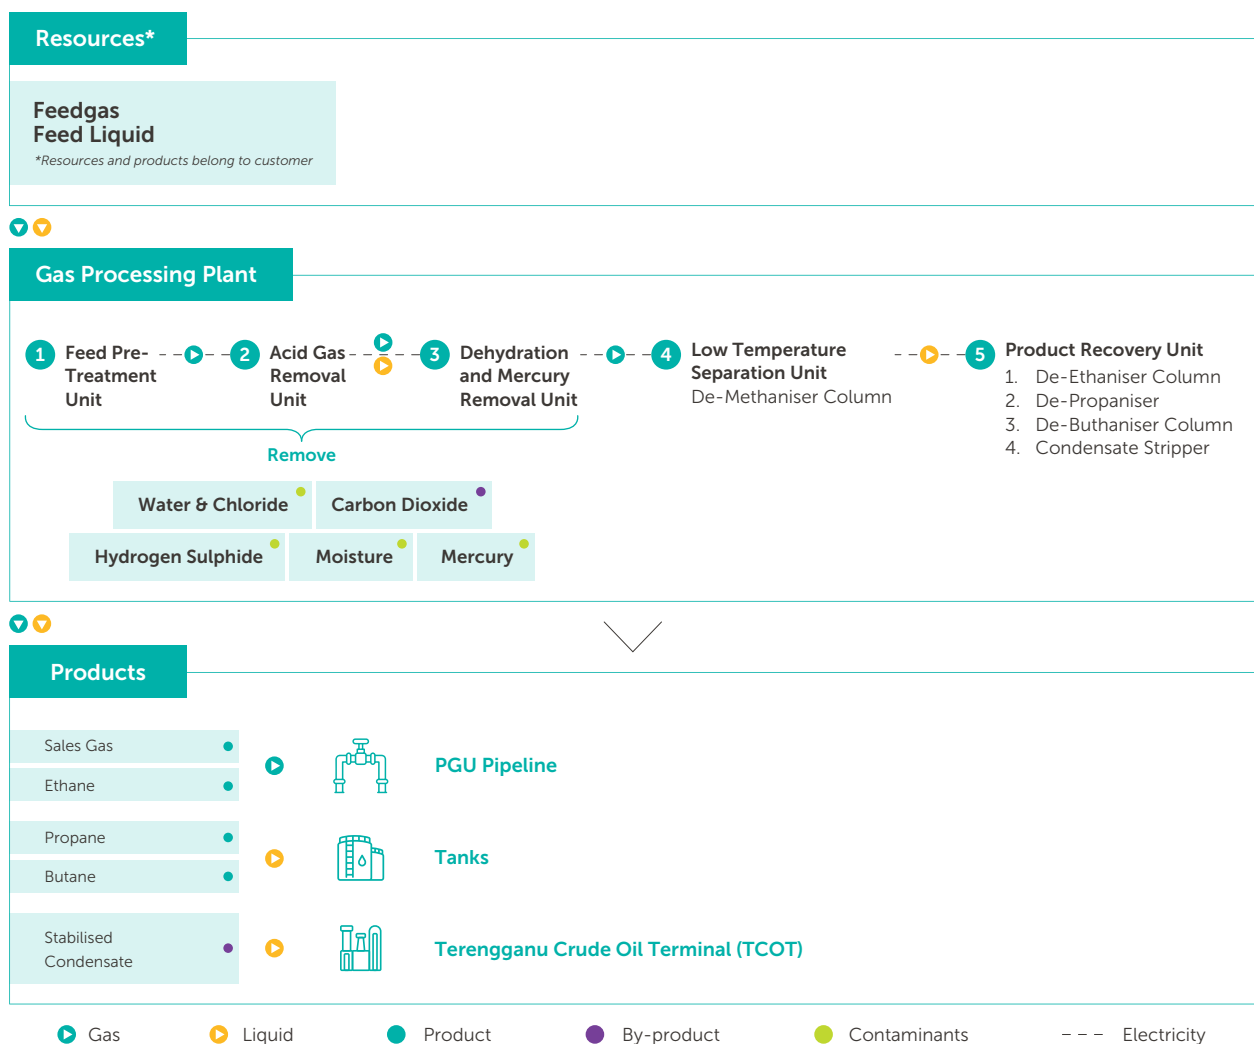 Resources*
Feedgas
Feed Liquid
*Resources and products belong to customer
Gas Processing Plant
1
Feed Pre-
Treatment
Unit
2
Acid Gas
Removal
Unit
3
Dehydration
and Mercury
Removal Unit
4
Low Temperature
Separation Unit
De-Methaniser Column
5
Product Recovery Unit
1. De-Ethaniser Column
2. De-Propaniser
3. De-Buthaniser Column
4. Condensate Stripper
Remove
Water & Chloride
Carbon Dioxide
Hydrogen Sulphide
Moisture
Mercury
Products
Sales Gas
Ethane
PGU Pipeline
Propane
Butane
Tanks
Stabilised
Condensate
Terengganu Crude Oil Terminal (TCOT)
Gas
Liquid
Product
By-product
Contaminants
Electricity